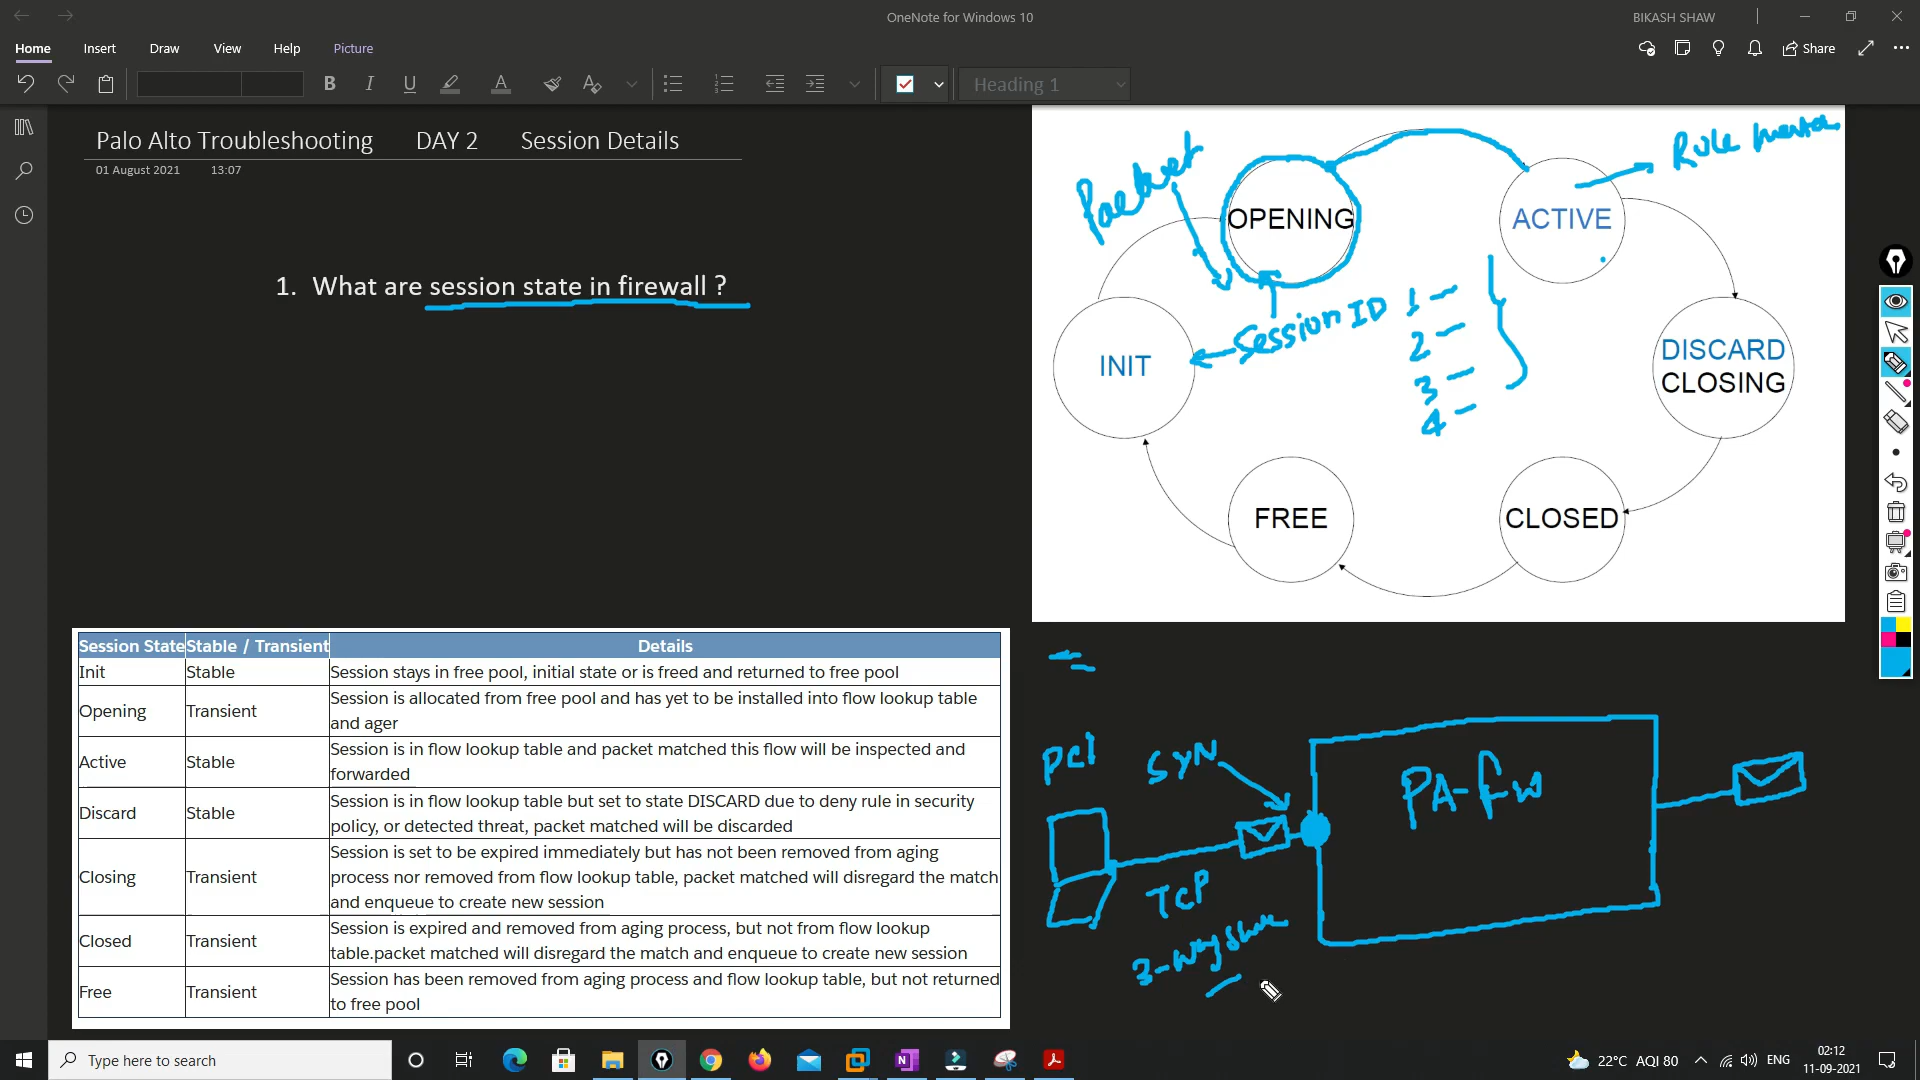 OneNote for Windows 10
BIKASH SHAW
Home Insert Draw View Help Picture
Share
B I U A A
Heading 1
Palo Alto Troubleshooting DAY 2 Session Details
01 August 2021 13:07
1. What are session state in firewall ?
Packet
Rule
OPENING
ACTIVE
Session ID 1 -
2 -
3 -
4 -
INIT
DISCARD
CLOSING
FREE
CLOSED
Session State Stable / Transient Details
Init Stable Session stays in free pool, initial state or is freed and returned to free pool
Opening Transient Session is allocated from free pool and has yet to be installed into flow lookup table
and ager
Active Stable Session is in flow lookup table and packet matched this flow will be inspected and
forwarded
Discard Stable Session is in flow lookup table but set to state DISCARD due to deny rule in security
policy, or detected threat, packet matched will be discarded
Closing Transient Session is set to be expired immediately but has not been removed from aging
process nor removed from flow lookup table, packet matched will disregard the match
and enqueue to create new session
Closed Transient Session is expired and removed from aging process, but not from flow lookup
table.packet matched will disregard the match and enqueue to create new session
Free Transient Session has been removed from aging process and flow lookup table, but not returned
to free pool
PC1
SYN
PA-Fw
TCP
3-way
Type here to search
22°C AQI 80
ENG
02:12
11-09-2021